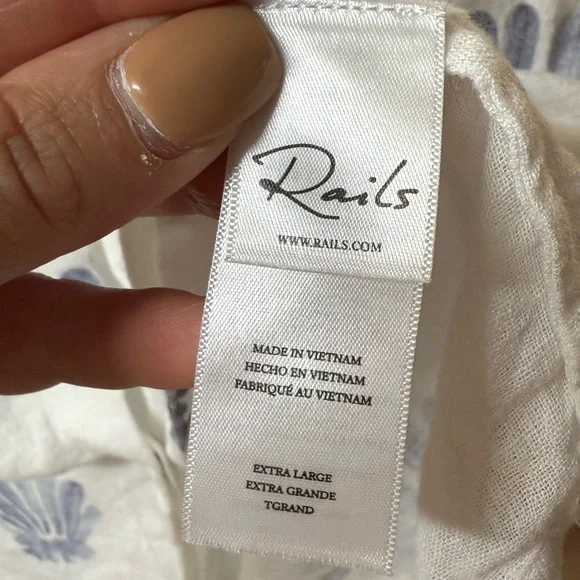 Rails
WWW.RAILS.COM
MADE IN VIETNAM
HECHO EN VIETNAM
FABRIQUÉ AU VIETNAM
EXTRA LARGE
EXTRA GRANDE
TGRAND